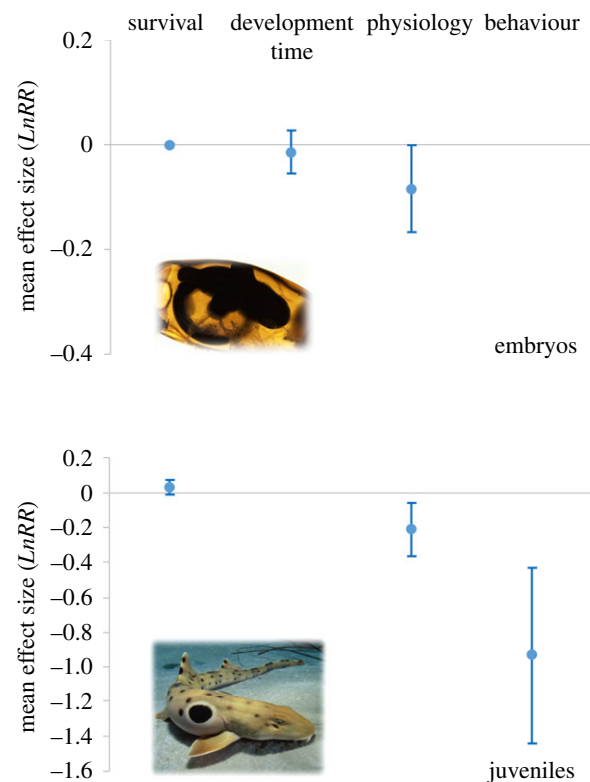 survival development time physiology behaviour
mean effect size (LnRR)
0.2
0
–0.2
–0.4
embryos
mean effect size (LnRR)
0.2
0
–0.2
–0.4
–0.6
–0.8
–1.0
–1.2
–1.4
–1.6
juveniles